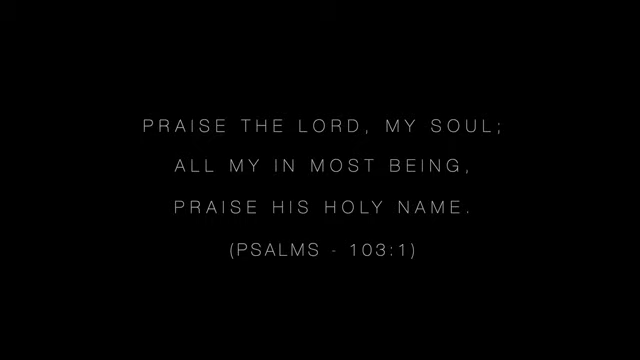 PRAISE THE LORD, MY SOUL;
ALL MY IN MOST BEING,
PRAISE HIS HOLY NAME.
(PSALMS - 103:1)